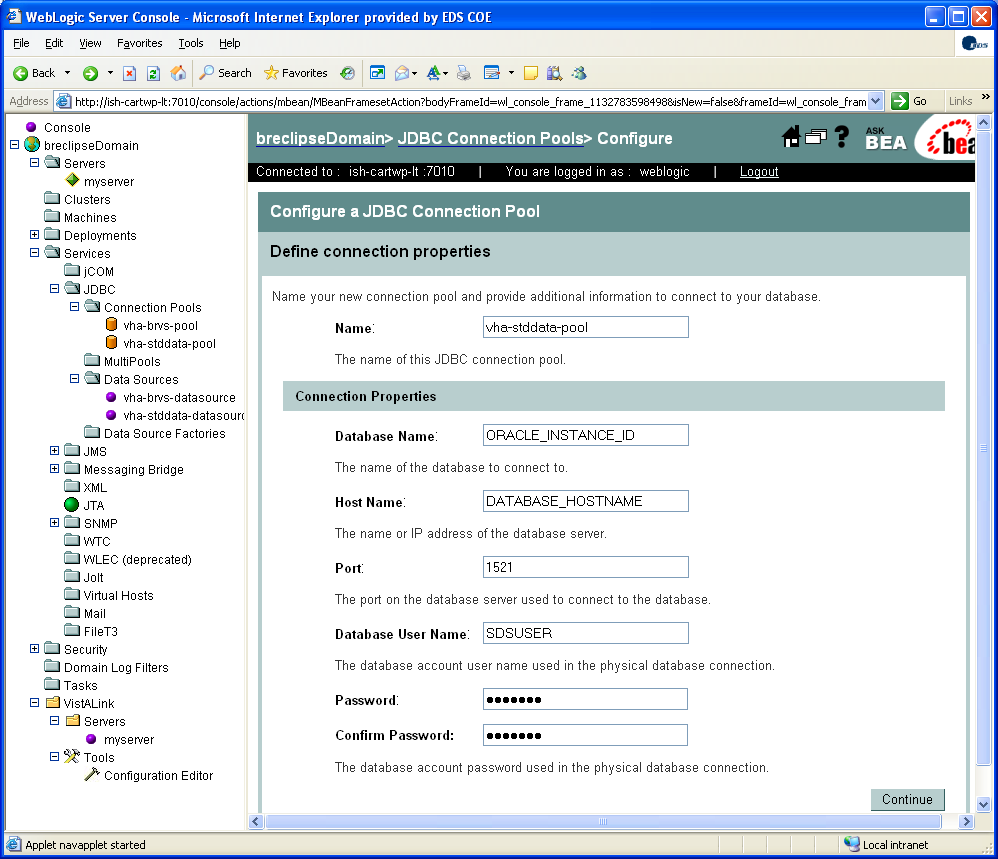 WebLogic Server Console - Microsoft Internet Explorer provided by EDS COE
File Edit View Favorites Tools Help
EDS
Back Search Favorites
Address http://ish-cartwp-lt:7010/console/actions/mbean/MBeanFramesetAction?bodyFrameId=wl_console_frame_1132783598498&isNew=false&frameId=wl_console_fram Go Links »
Console
breclipseDomain
Servers
myserver
Clusters
Machines
Deployments
Services
jCOM
JDBC
Connection Pools
vha-brvs-pool
vha-stddata-pool
MultiPools
Data Sources
vha-brvs-datasource
vha-stddata-datasourc
Data Source Factories
JMS
Messaging Bridge
XML
JTA
SNMP
WTC
WLEC (deprecated)
Jolt
Virtual Hosts
Mail
FileT3
Security
Domain Log Filters
Tasks
VistALink
Servers
myserver
Tools
Configuration Editor
breclipseDomain> JDBC Connection Pools> Configure
? ASK BEA bea
Connected to : ish-cartwp-lt :7010 | You are logged in as : weblogic | Logout
Configure a JDBC Connection Pool
Define connection properties
Name your new connection pool and provide additional information to connect to your database.
Name: vha-stddata-pool
The name of this JDBC connection pool.
Connection Properties
Database Name: ORACLE_INSTANCE_ID
The name of the database to connect to.
Host Name: DATABASE_HOSTNAME
The name or IP address of the database server.
Port: 1521
The port on the database server used to connect to the database.
Database User Name: SDSUSER
The database account user name used in the physical database connection.
Password: ●●●●●●●
Confirm Password: ●●●●●●●
The database account password used in the physical database connection.
Continue
Applet navapplet started Local intranet